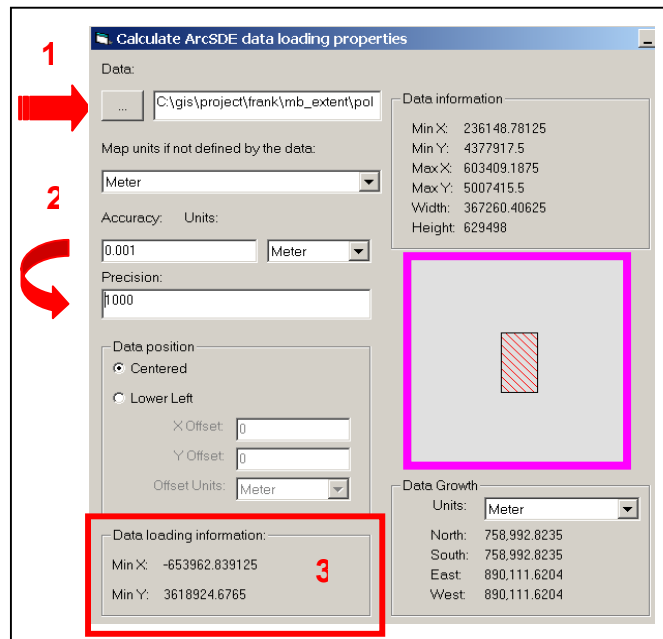 1
Calculate ArcSDE data loading properties
Data:
... C:\gis\project\frank\mb_extent\pol
Map units if not defined by the data:
Meter
2
Accuracy: Units:
0.001 Meter
Precision:
1000
Data position
Centered
Lower Left
X Offset: 0
Y Offset: 0
Offset Units: Meter
Data loading information:
Min X: -653962.839125
Min Y: 3618924.6765
3
Data information
Min X: 236148.78125
Min Y: 4377917.5
Max X: 603409.1875
Max Y: 5007415.5
Width: 367260.40625
Height: 629498
Data Growth
Units: Meter
North: 758,992.8235
South: 758,992.8235
East: 890,111.6204
West: 890,111.6204